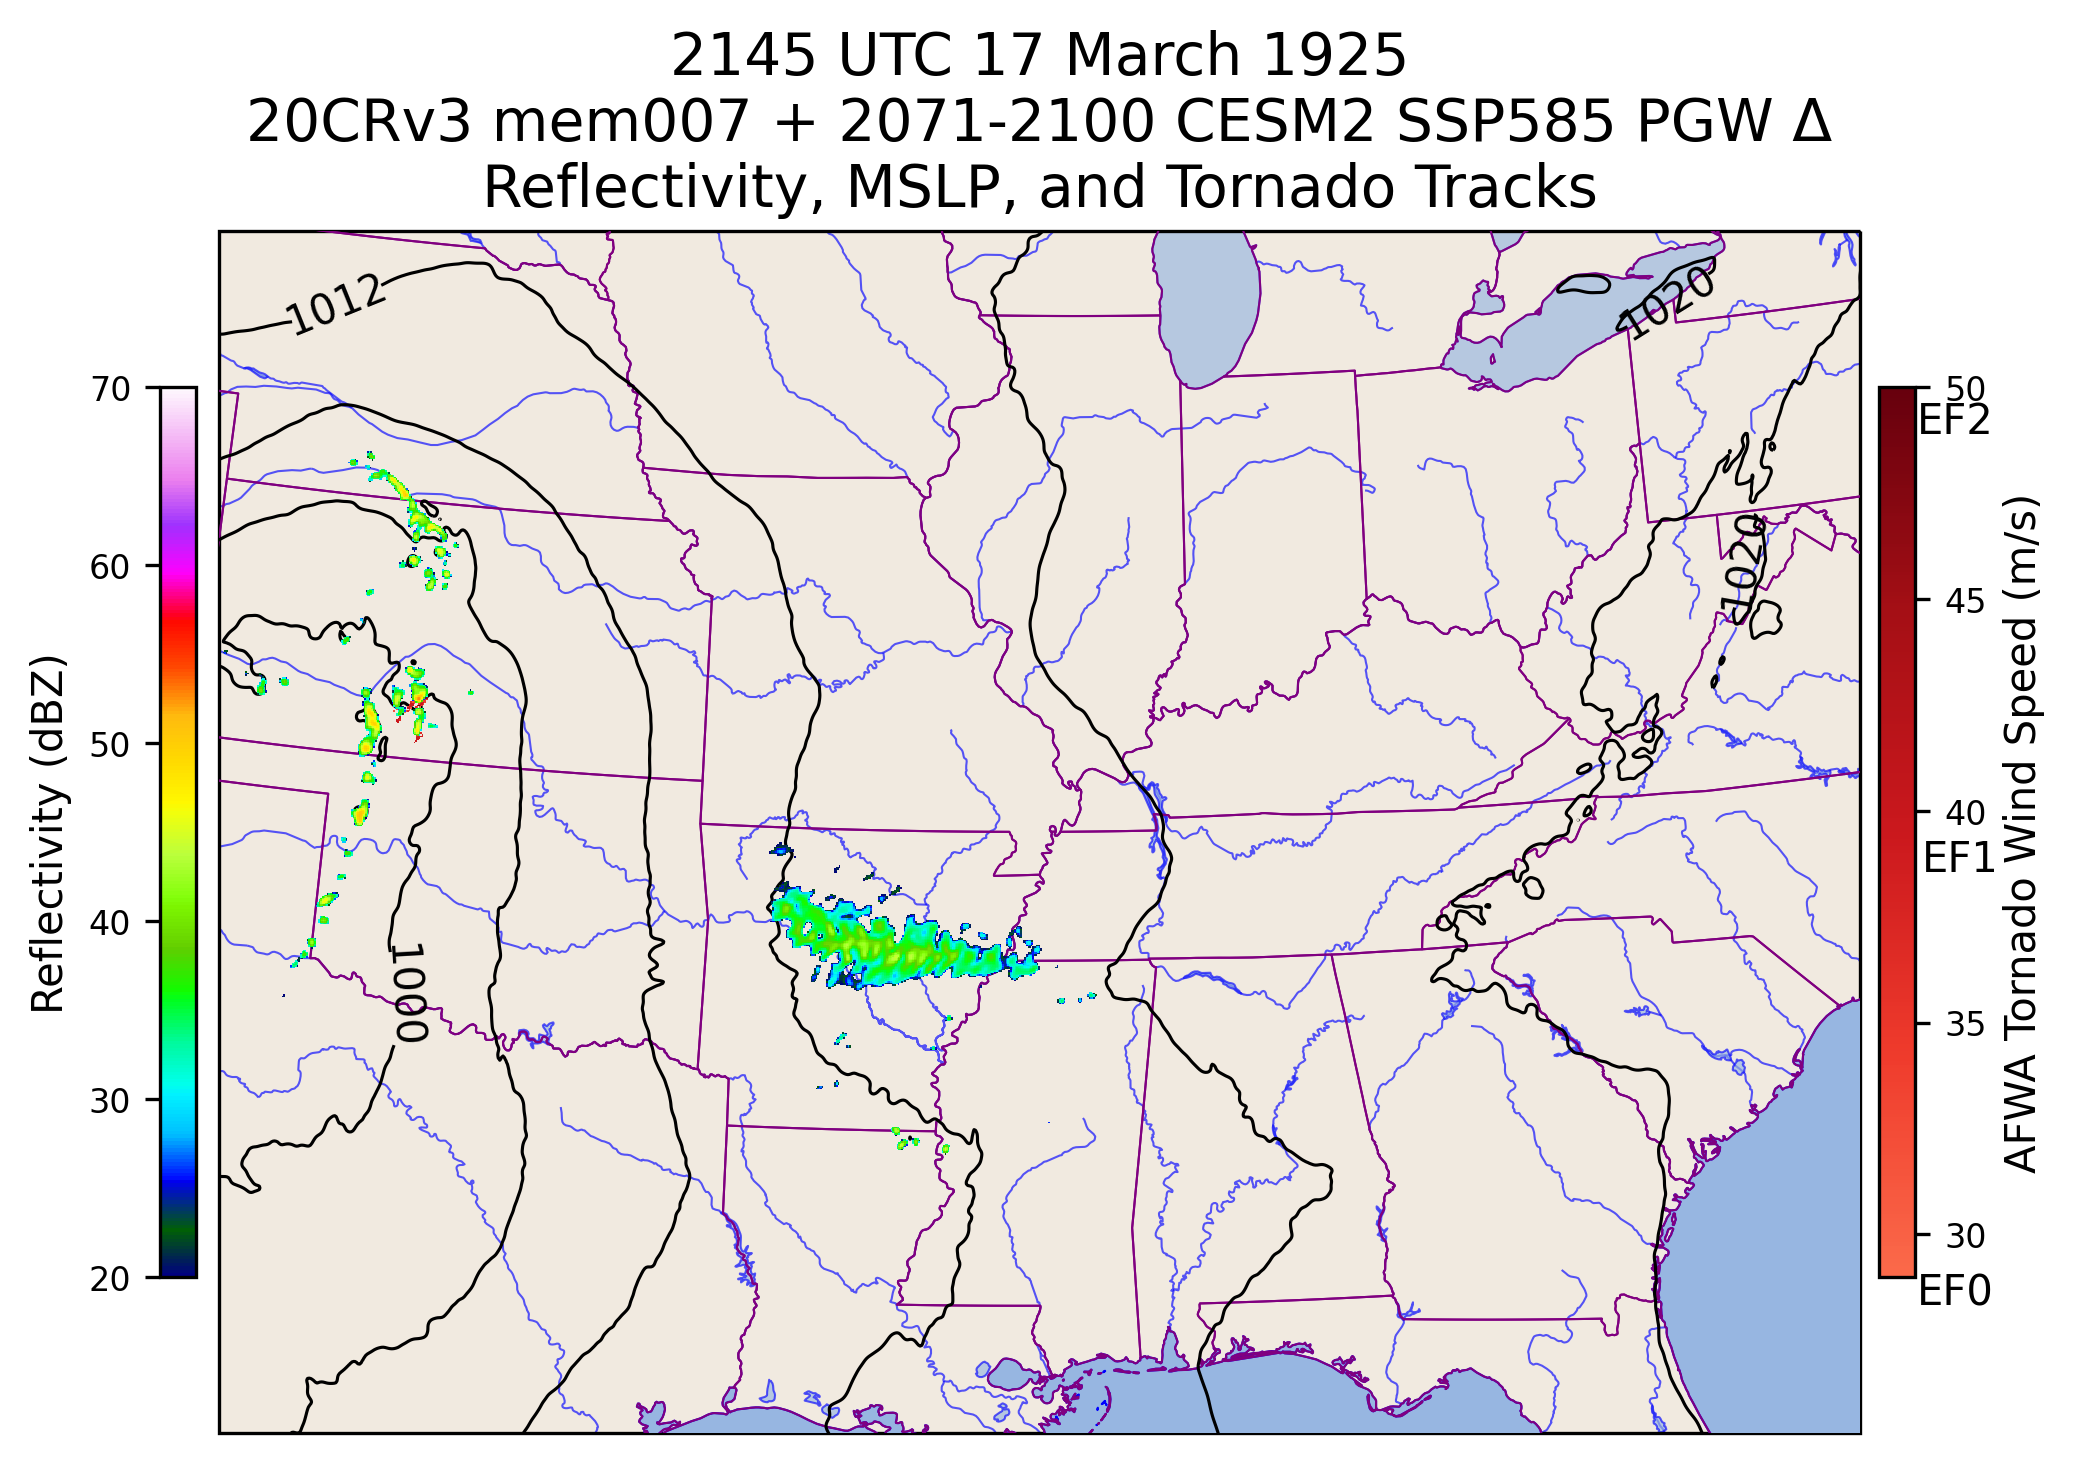 2145 UTC 17 March 1925
20CRv3 mem007 + 2071-2100 CESM2 SSP585 PGW Δ
Reflectivity, MSLP, and Tornado Tracks
1012
1020
1020
1000
70
60
50
40
30
20
Reflectivity (dBZ)
50
EF2
45
40
EF1
35
30
EF0
AFWA Tornado Wind Speed (m/s)